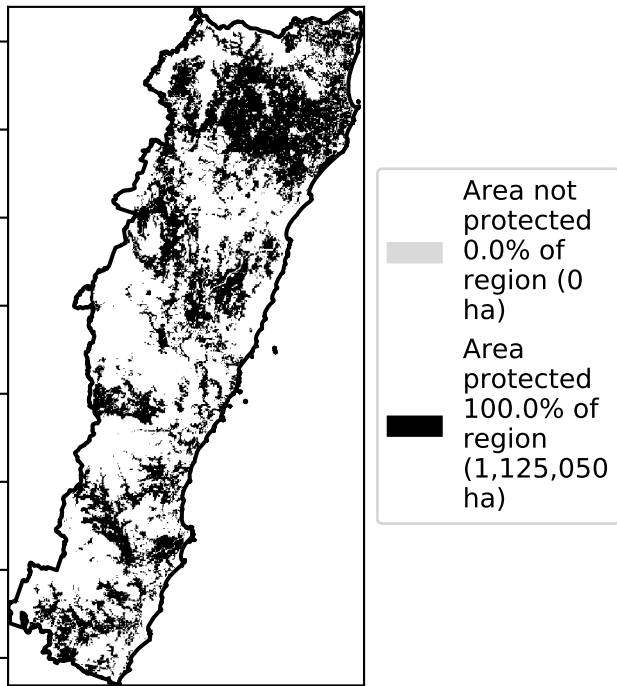 Area not
protected
0.0% of
region (0
ha)
Area
protected
100.0% of
region
(1,125,050
ha)